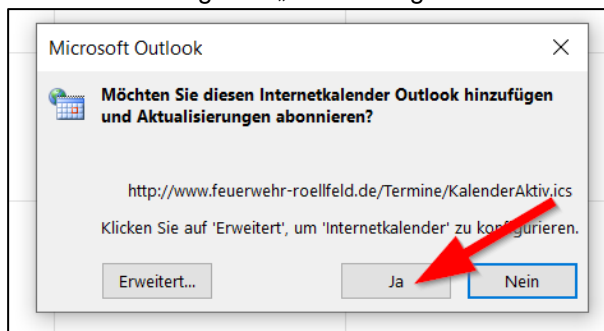 Microsoft Outlook
Möchten Sie diesen Internetkalender Outlook hinzufügen
und Aktualisierungen abonnieren?
http://www.feuerwehr-roellfeld.de/Termine/KalenderAktiv.ics
Klicken Sie auf 'Erweitert', um 'Internetkalender' zu konfigurieren.
Erweitert... Ja Nein